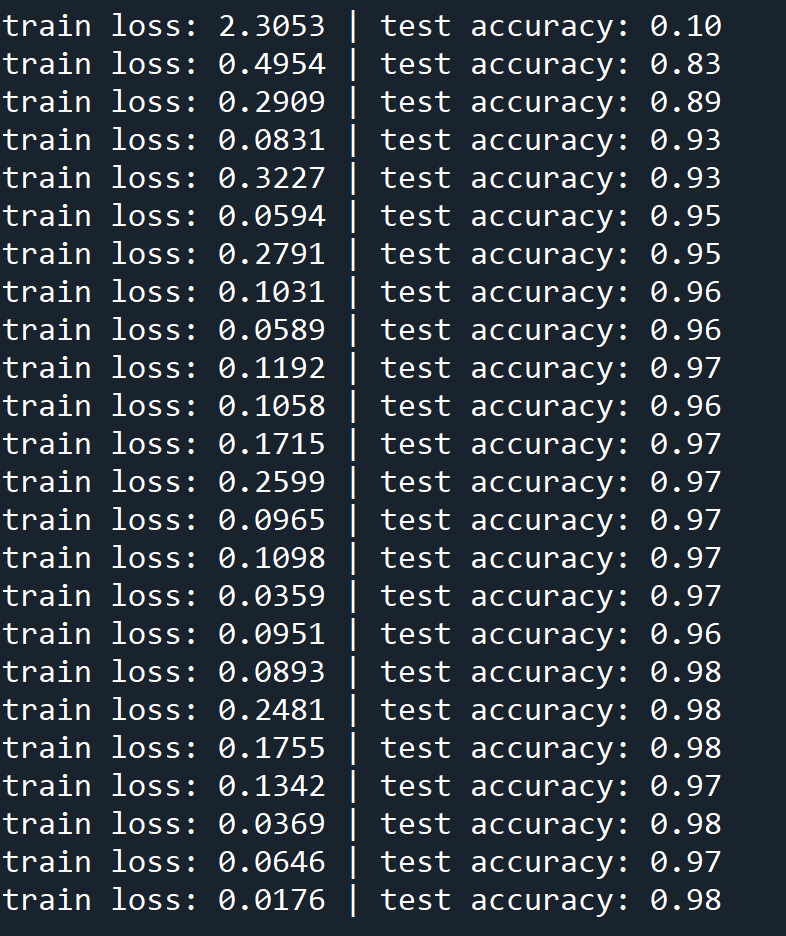 train loss: 2.3053 | test accuracy: 0.10
train loss: 0.4954 | test accuracy: 0.83
train loss: 0.2909 | test accuracy: 0.89
train loss: 0.0831 | test accuracy: 0.93
train loss: 0.3227 | test accuracy: 0.93
train loss: 0.0594 | test accuracy: 0.95
train loss: 0.2791 | test accuracy: 0.95
train loss: 0.1031 | test accuracy: 0.96
train loss: 0.0589 | test accuracy: 0.96
train loss: 0.1192 | test accuracy: 0.97
train loss: 0.1058 | test accuracy: 0.96
train loss: 0.1715 | test accuracy: 0.97
train loss: 0.2599 | test accuracy: 0.97
train loss: 0.0965 | test accuracy: 0.97
train loss: 0.1098 | test accuracy: 0.97
train loss: 0.0359 | test accuracy: 0.97
train loss: 0.0951 | test accuracy: 0.96
train loss: 0.0893 | test accuracy: 0.98
train loss: 0.2481 | test accuracy: 0.98
train loss: 0.1755 | test accuracy: 0.98
train loss: 0.1342 | test accuracy: 0.97
train loss: 0.0369 | test accuracy: 0.98
train loss: 0.0646 | test accuracy: 0.97
train loss: 0.0176 | test accuracy: 0.98